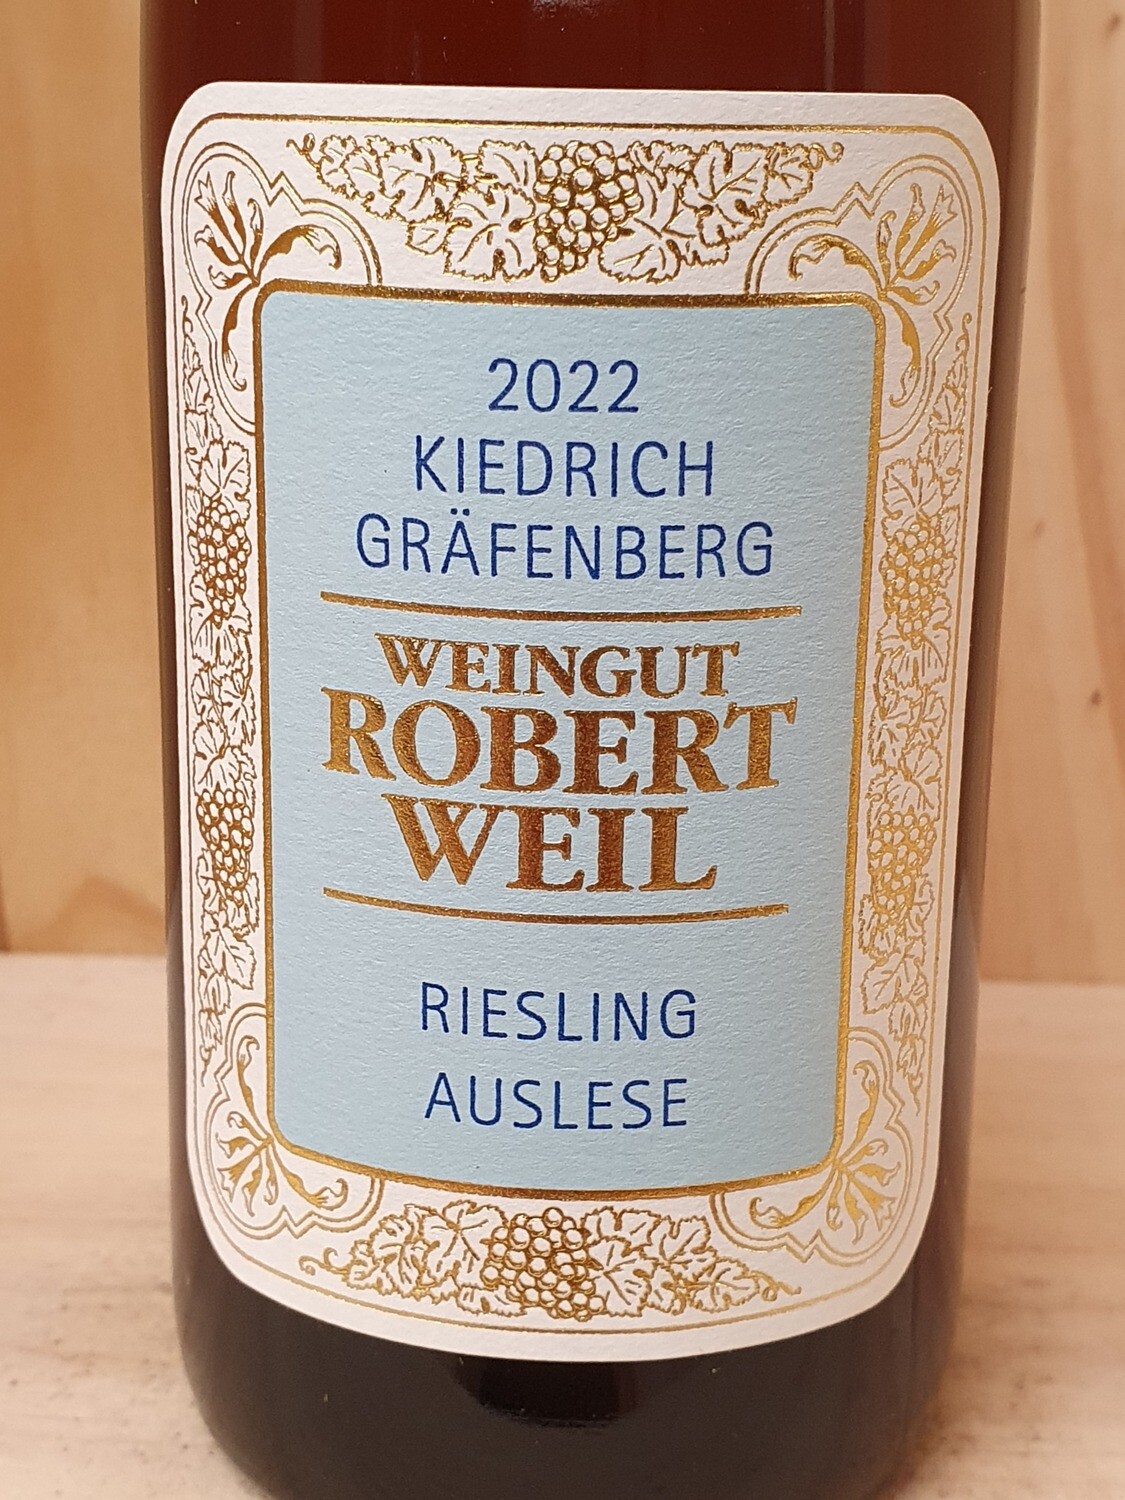 2022
KIEDRICH
GRÄFENBERG
WEINGUT
ROBERT
WEIL
RIESLING
AUSLESE